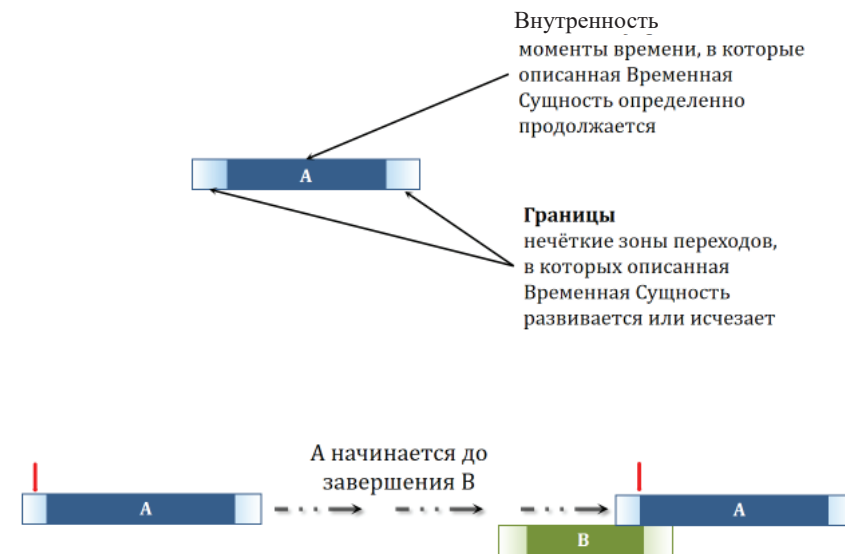 Внутренность
моменты времени, в которые
описанная Временная
Сущность определенно
продолжается
A
Границы
нечёткие зоны переходов,
в которых описанная
Временная Сущность
развивается или исчезает
А начинается до
завершения В
A
A
B